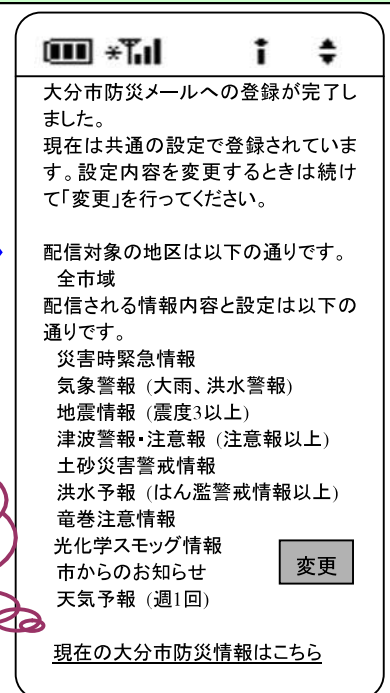 大分市防災メールへの登録が完了し
ました。
現在は共通の設定で登録されていま
す。設定内容を変更するときは続け
て「変更」を行ってください。
配信対象の地区は以下の通りです。
全市域
配信される情報内容と設定は以下の
通りです。
災害時緊急情報
気象警報 (大雨、洪水警報)
地震情報 (震度3以上)
津波警報・注意報 (注意報以上)
土砂災害警戒情報
洪水予報 (はん濫警戒情報以上)
竜巻注意情報
光化学スモッグ情報
市からのお知らせ
変更
天気予報 (週1回)
現在の大分市防災情報はこちら